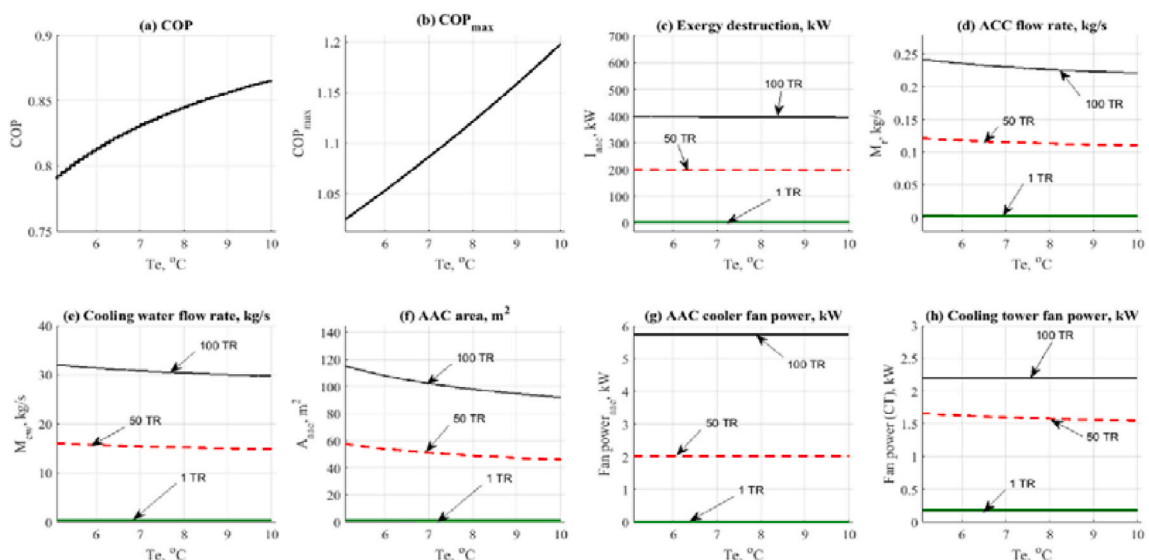 (a) COP
0.9
0.85
0.8
0.75
COP
6 7 8 9 10
Te, °C
(b) COPmax
1.2
1.15
1.1
1.05
COPmax
6 7 8 9 10
Te, °C
(c) Exergy destruction, kW
700
600
500
400
300
200
100
0
Iaac, kW
100 TR
50 TR
1 TR
6 7 8 9 10
Te, °C
(d) ACC flow rate, kg/s
0.25
0.2
0.15
0.1
0.05
0
Mr, kg/s
100 TR
50 TR
1 TR
6 7 8 9 10
Te, °C
(e) Cooling water flow rate, kg/s
40
30
20
10
0
Mcw, kg/s
100 TR
50 TR
1 TR
6 7 8 9 10
Te, °C
(f) AAC area, m2
140
120
100
80
60
40
20
0
Aaac, m2
100 TR
50 TR
1 TR
6 7 8 9 10
Te, °C
(g) AAC cooler fan power, kW
6
5
4
3
2
1
0
Fan poweraac, kW
100 TR
50 TR
1 TR
6 7 8 9 10
Te, °C
(h) Cooling tower fan power, kW
3
2.5
2
1.5
1
0.5
0
Fan power (CT), kW
100 TR
50 TR
1 TR
6 7 8 9 10
Te, °C